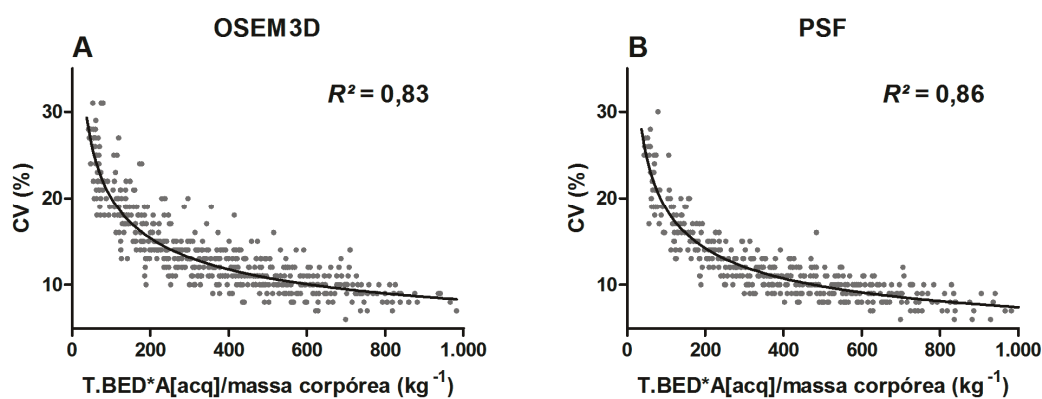 OSEM3D
A
R² = 0,83
30
20
10
CV (%)
0 200 400 600 800 1.000
T.BED*A[acq]/massa corpórea (kg⁻¹)
PSF
B
R² = 0,86
30
20
10
CV (%)
0 200 400 600 800 1.000
T.BED*A[acq]/massa corpórea (kg⁻¹)